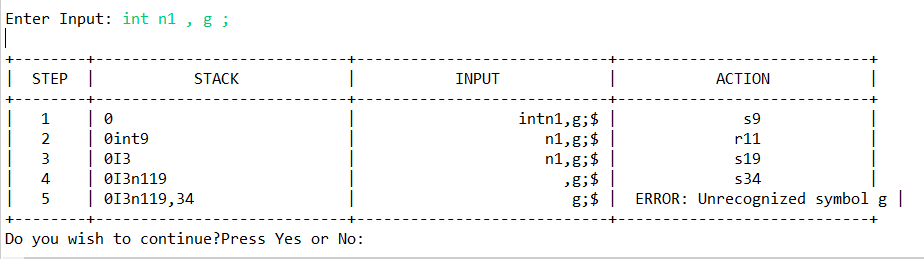 Enter Input: int n1 , g ;
+--------+--------------------------+--------------------------+--------------------------+
|  STEP  |          STACK           |          INPUT           |          ACTION          |
+--------+--------------------------+--------------------------+--------------------------+
|   1    | 0                        |                intn1,g;$ |            s9            |
|   2    | 0int9                    |                   n1,g;$ |           r11            |
|   3    | 0I3                      |                   n1,g;$ |           s19            |
|   4    | 0I3n119                  |                     ,g;$ |           s34            |
|   5    | 0I3n119,34               |                      g;$ |  ERROR: Unrecognized symbol g |
+--------+--------------------------+--------------------------+--------------------------+
Do you wish to continue?Press Yes or No: